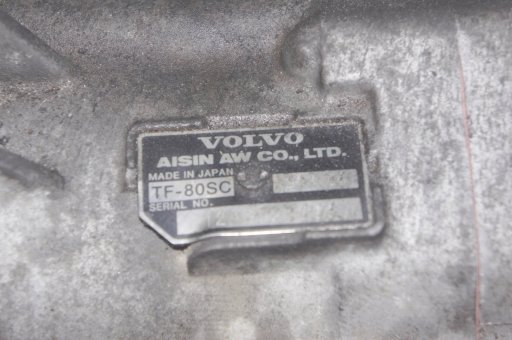 VOLVO
AISIN AW CO., LTD.
MADE IN JAPAN
TF-80SC
SERIAL NO.